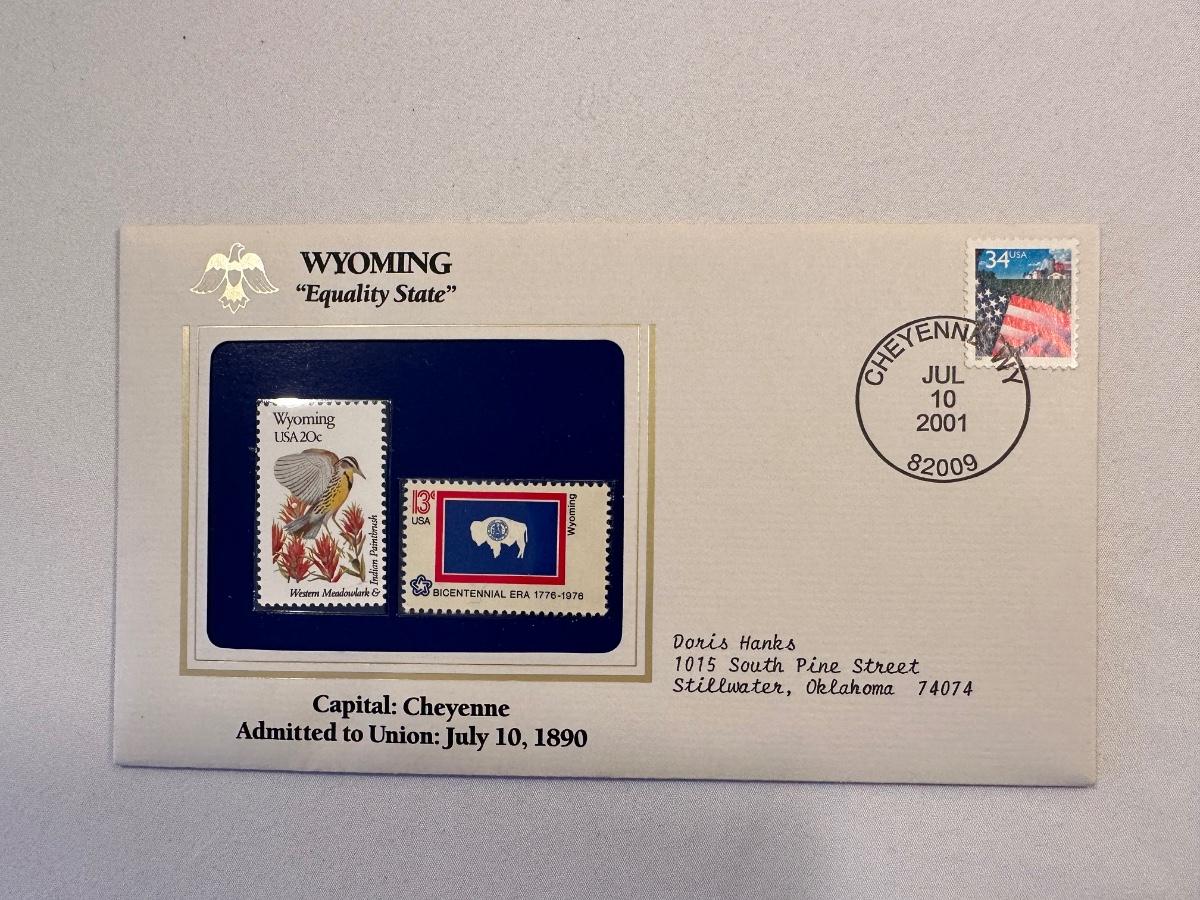 WYOMING
“Equality State”
Wyoming
USA 20c
Western Meadowlark &
Indian Paintbrush
13c
USA
Wyoming
BICENTENNIAL ERA 1776-1976
Capital: Cheyenne
Admitted to Union: July 10, 1890
34 USA
CHEYENNE WY
JUL
10
2001
82009
Doris Hanks
1015 South Pine Street
Stillwater, Oklahoma 74074